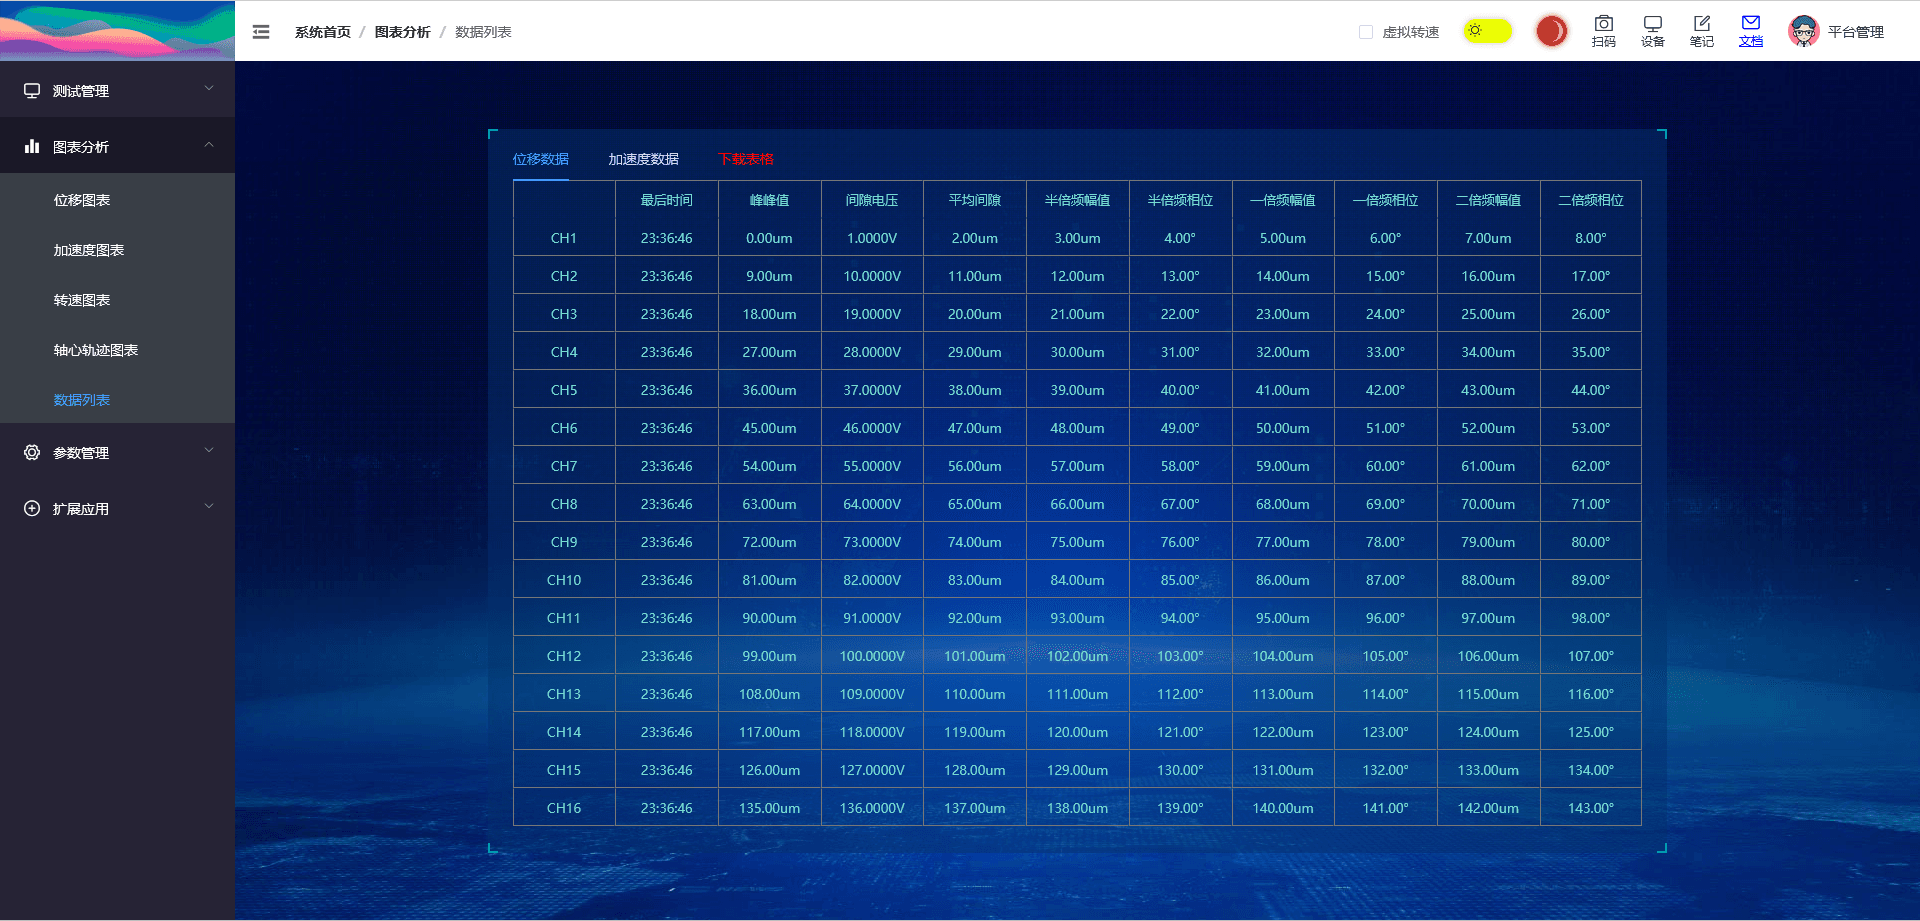 系统首页 / 图表分析 / 数据列表
虚拟转速
扫码
设备
笔记
文档
平台管理
测试管理
图表分析
位移图表
加速度图表
转速图表
轴心轨迹图表
数据列表
参数管理
扩展应用
位移数据 加速度数据 下载表格
最后时间 峰峰值 间隙电压 平均间隙 半倍频幅值 半倍频相位 一倍频幅值 一倍频相位 二倍频幅值 二倍频相位
CH1 23:36:46 0.00um 1.0000V 2.00um 3.00um 4.00° 5.00um 6.00° 7.00um 8.00°
CH2 23:36:46 9.00um 10.0000V 11.00um 12.00um 13.00° 14.00um 15.00° 16.00um 17.00°
CH3 23:36:46 18.00um 19.0000V 20.00um 21.00um 22.00° 23.00um 24.00° 25.00um 26.00°
CH4 23:36:46 27.00um 28.0000V 29.00um 30.00um 31.00° 32.00um 33.00° 34.00um 35.00°
CH5 23:36:46 36.00um 37.0000V 38.00um 39.00um 40.00° 41.00um 42.00° 43.00um 44.00°
CH6 23:36:46 45.00um 46.0000V 47.00um 48.00um 49.00° 50.00um 51.00° 52.00um 53.00°
CH7 23:36:46 54.00um 55.0000V 56.00um 57.00um 58.00° 59.00um 60.00° 61.00um 62.00°
CH8 23:36:46 63.00um 64.0000V 65.00um 66.00um 67.00° 68.00um 69.00° 70.00um 71.00°
CH9 23:36:46 72.00um 73.0000V 74.00um 75.00um 76.00° 77.00um 78.00° 79.00um 80.00°
CH10 23:36:46 81.00um 82.0000V 83.00um 84.00um 85.00° 86.00um 87.00° 88.00um 89.00°
CH11 23:36:46 90.00um 91.0000V 92.00um 93.00um 94.00° 95.00um 96.00° 97.00um 98.00°
CH12 23:36:46 99.00um 100.0000V 101.00um 102.00um 103.00° 104.00um 105.00° 106.00um 107.00°
CH13 23:36:46 108.00um 109.0000V 110.00um 111.00um 112.00° 113.00um 114.00° 115.00um 116.00°
CH14 23:36:46 117.00um 118.0000V 119.00um 120.00um 121.00° 122.00um 123.00° 124.00um 125.00°
CH15 23:36:46 126.00um 127.0000V 128.00um 129.00um 130.00° 131.00um 132.00° 133.00um 134.00°
CH16 23:36:46 135.00um 136.0000V 137.00um 138.00um 139.00° 140.00um 141.00° 142.00um 143.00°